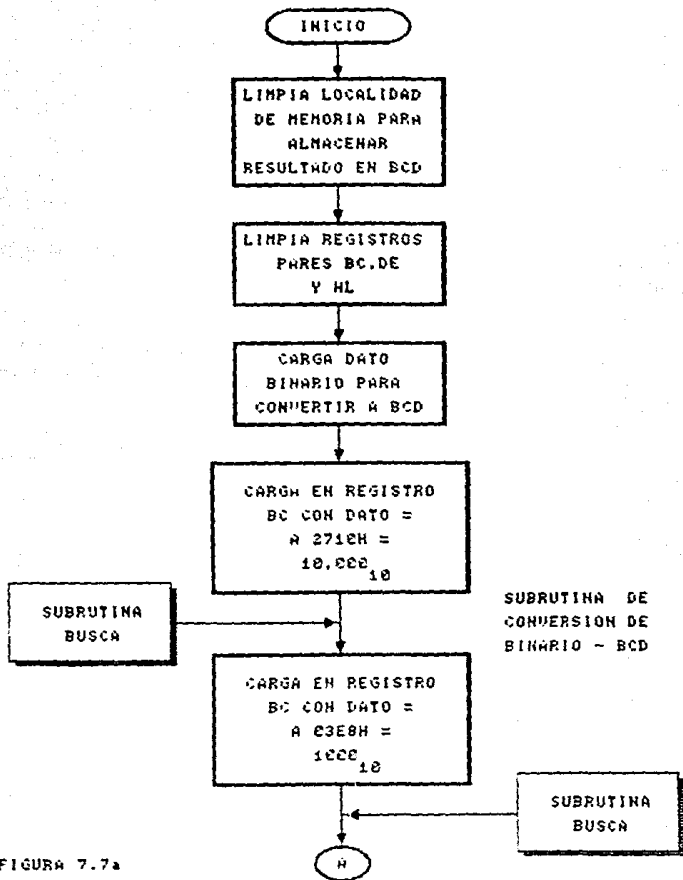 INICIO
LIMPIA LOCALIDAD
DE MEMORIA PARA
ALMACENAR
RESULTADO EN BCD
LIMPIA REGISTROS
PARES BC,DE
Y HL
CARGA DATO
BINARIO PARA
CONVERTIR A BCD
CARGA EN REGISTRO
BC CON DATO =
A 2710H =
10,000 10
SUBRUTINA
BUSCA
SUBRUTINA DE
CONVERSION DE
BINARIO - BCD
CARGA EN REGISTRO
BC CON DATO =
A 03E8H =
1000 10
SUBRUTINA
BUSCA
FIGURA 7.7a
A